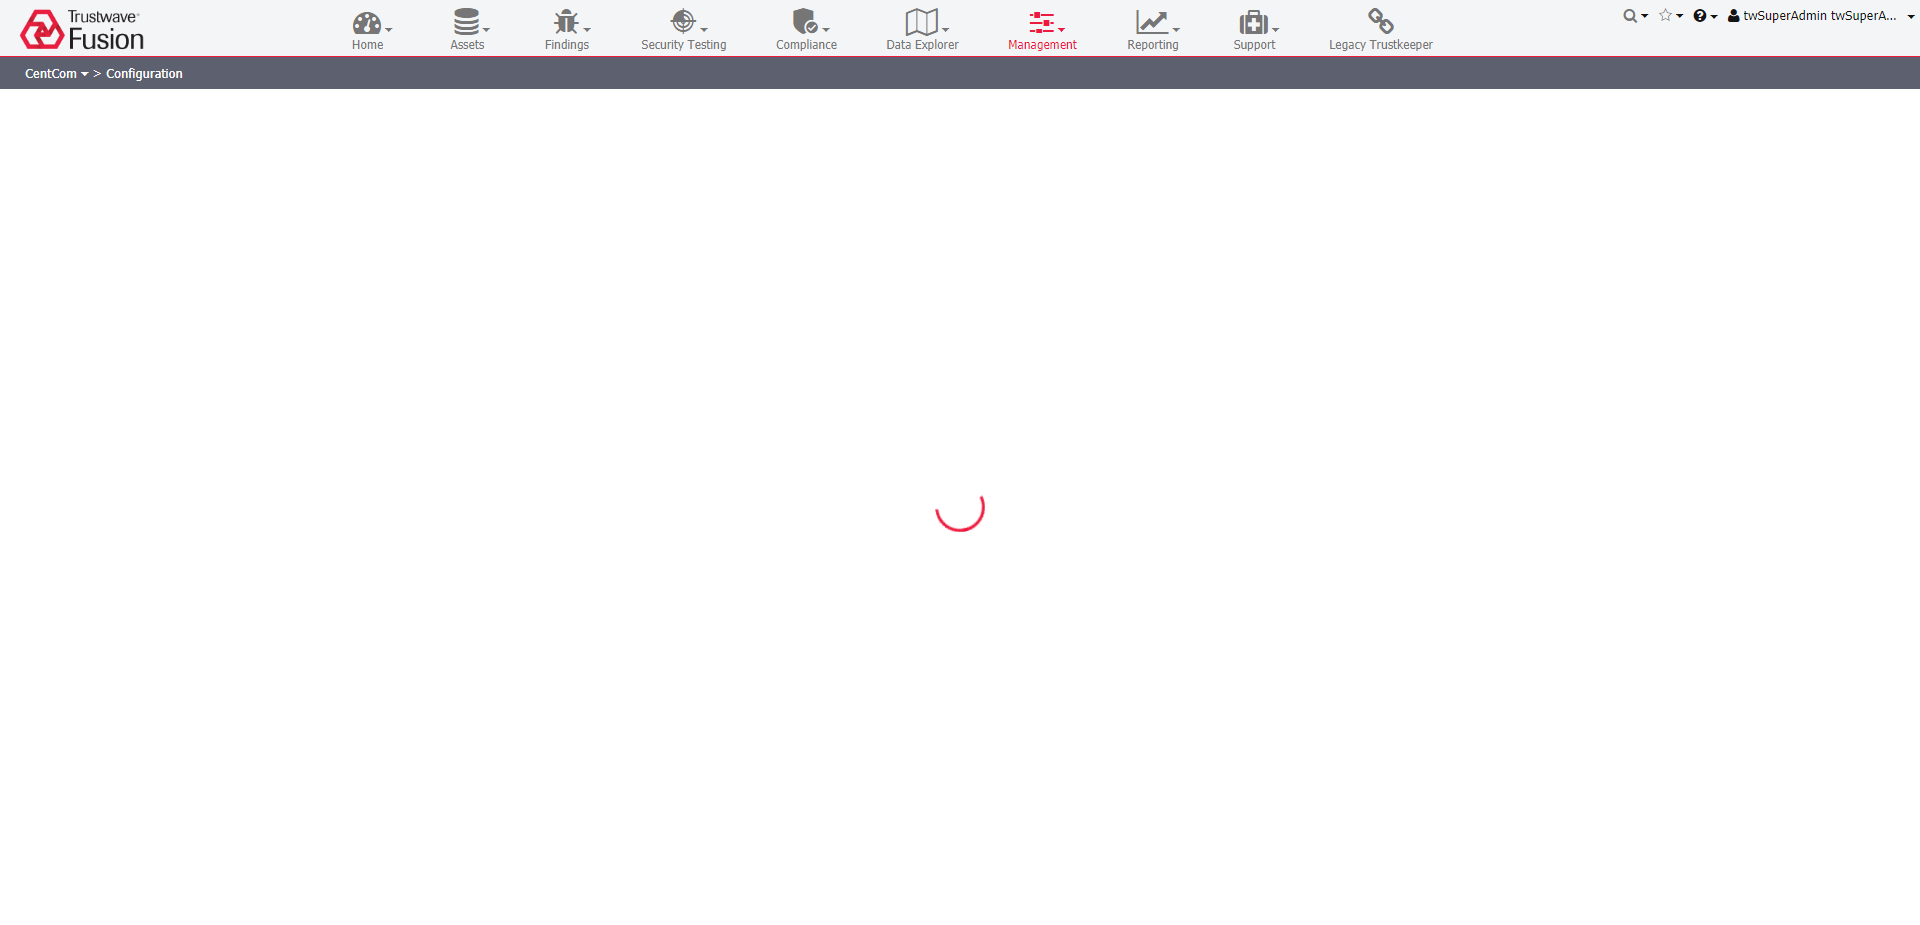 Trustwave®
Fusion
Home
Assets
Findings
Security Testing
Compliance
Data Explorer
Management
Reporting
Support
Legacy Trustkeeper
twSuperAdmin twSuperA...
CentCom > Configuration